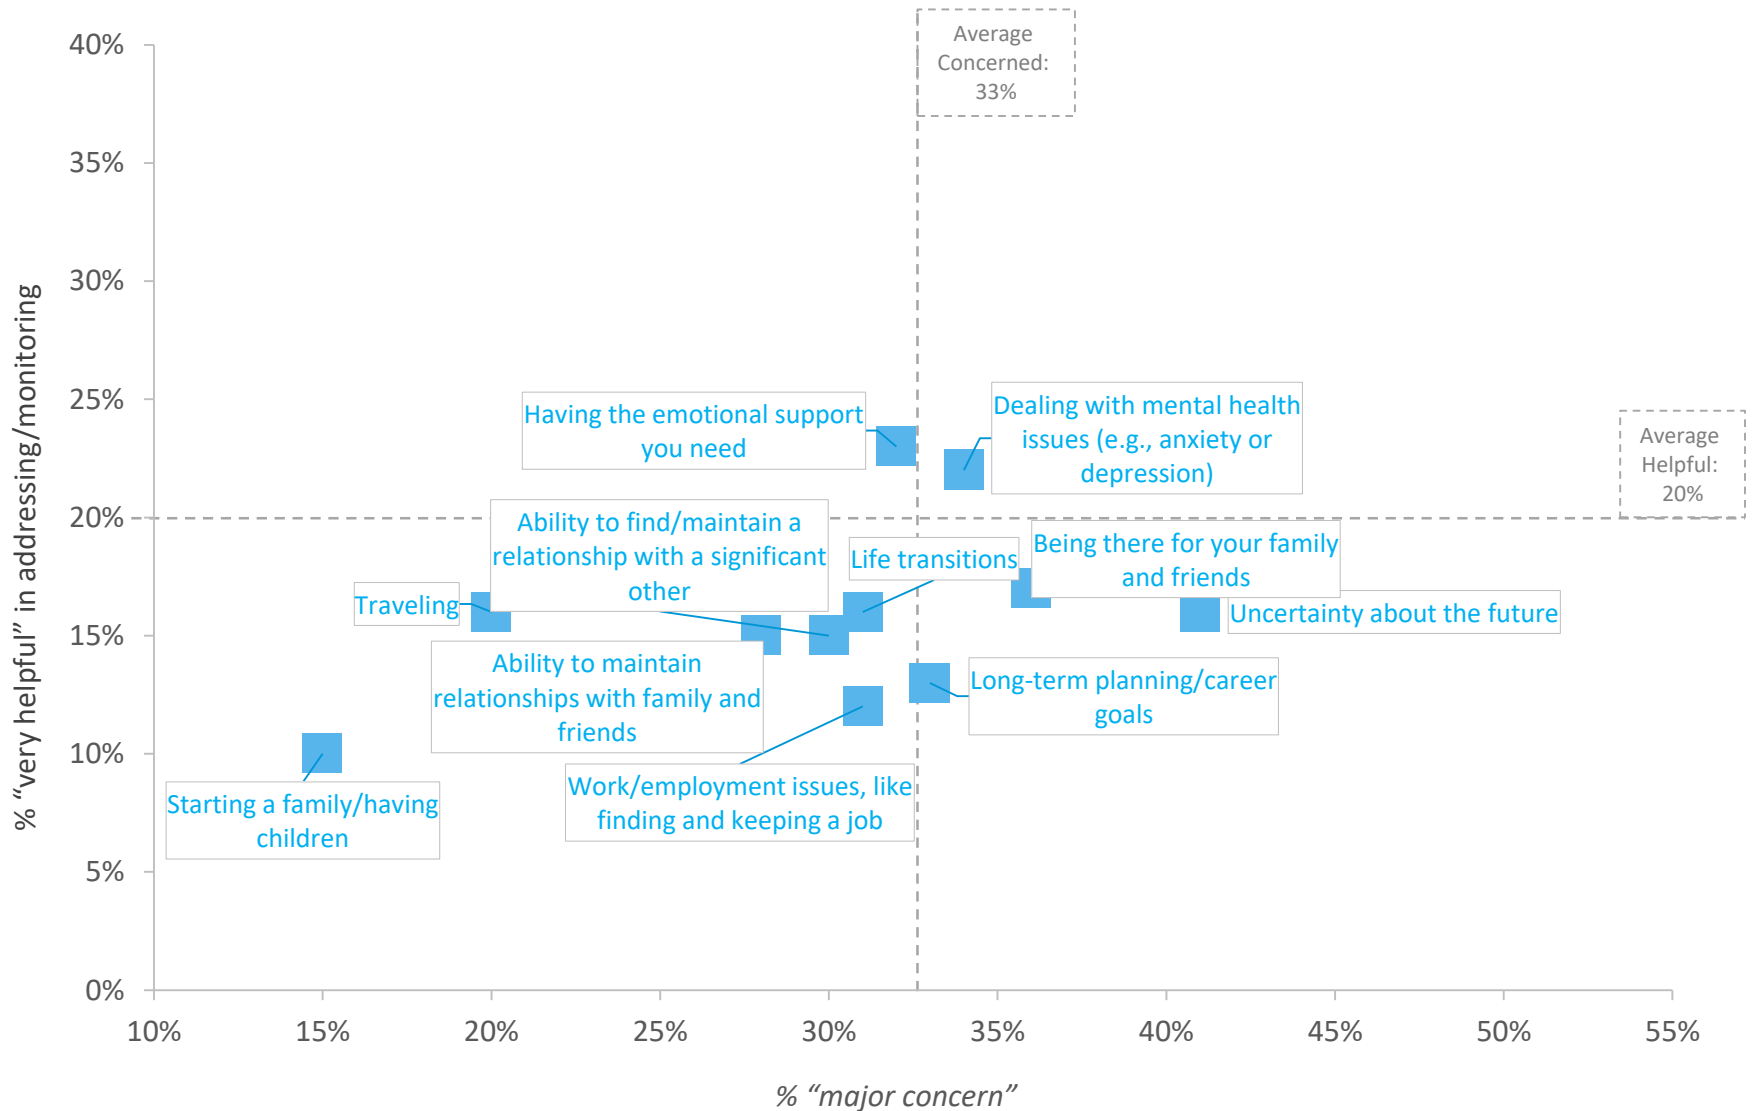 Average
Concerned:
33%
40%
35%
30%
25%
20%
15%
10%
5%
0%
% “very helpful” in addressing/monitoring
Having the emotional support
you need
Dealing with mental health
issues (e.g., anxiety or
depression)
Average
Helpful:
20%
Ability to find/maintain a
relationship with a significant
other
Life transitions
Being there for your family
and friends
Traveling
Uncertainty about the future
Ability to maintain
relationships with family and
friends
Long-term planning/career
goals
Work/employment issues, like
finding and keeping a job
Starting a family/having
children
10%
15%
20%
25%
30%
35%
40%
45%
50%
55%
% “major concern”